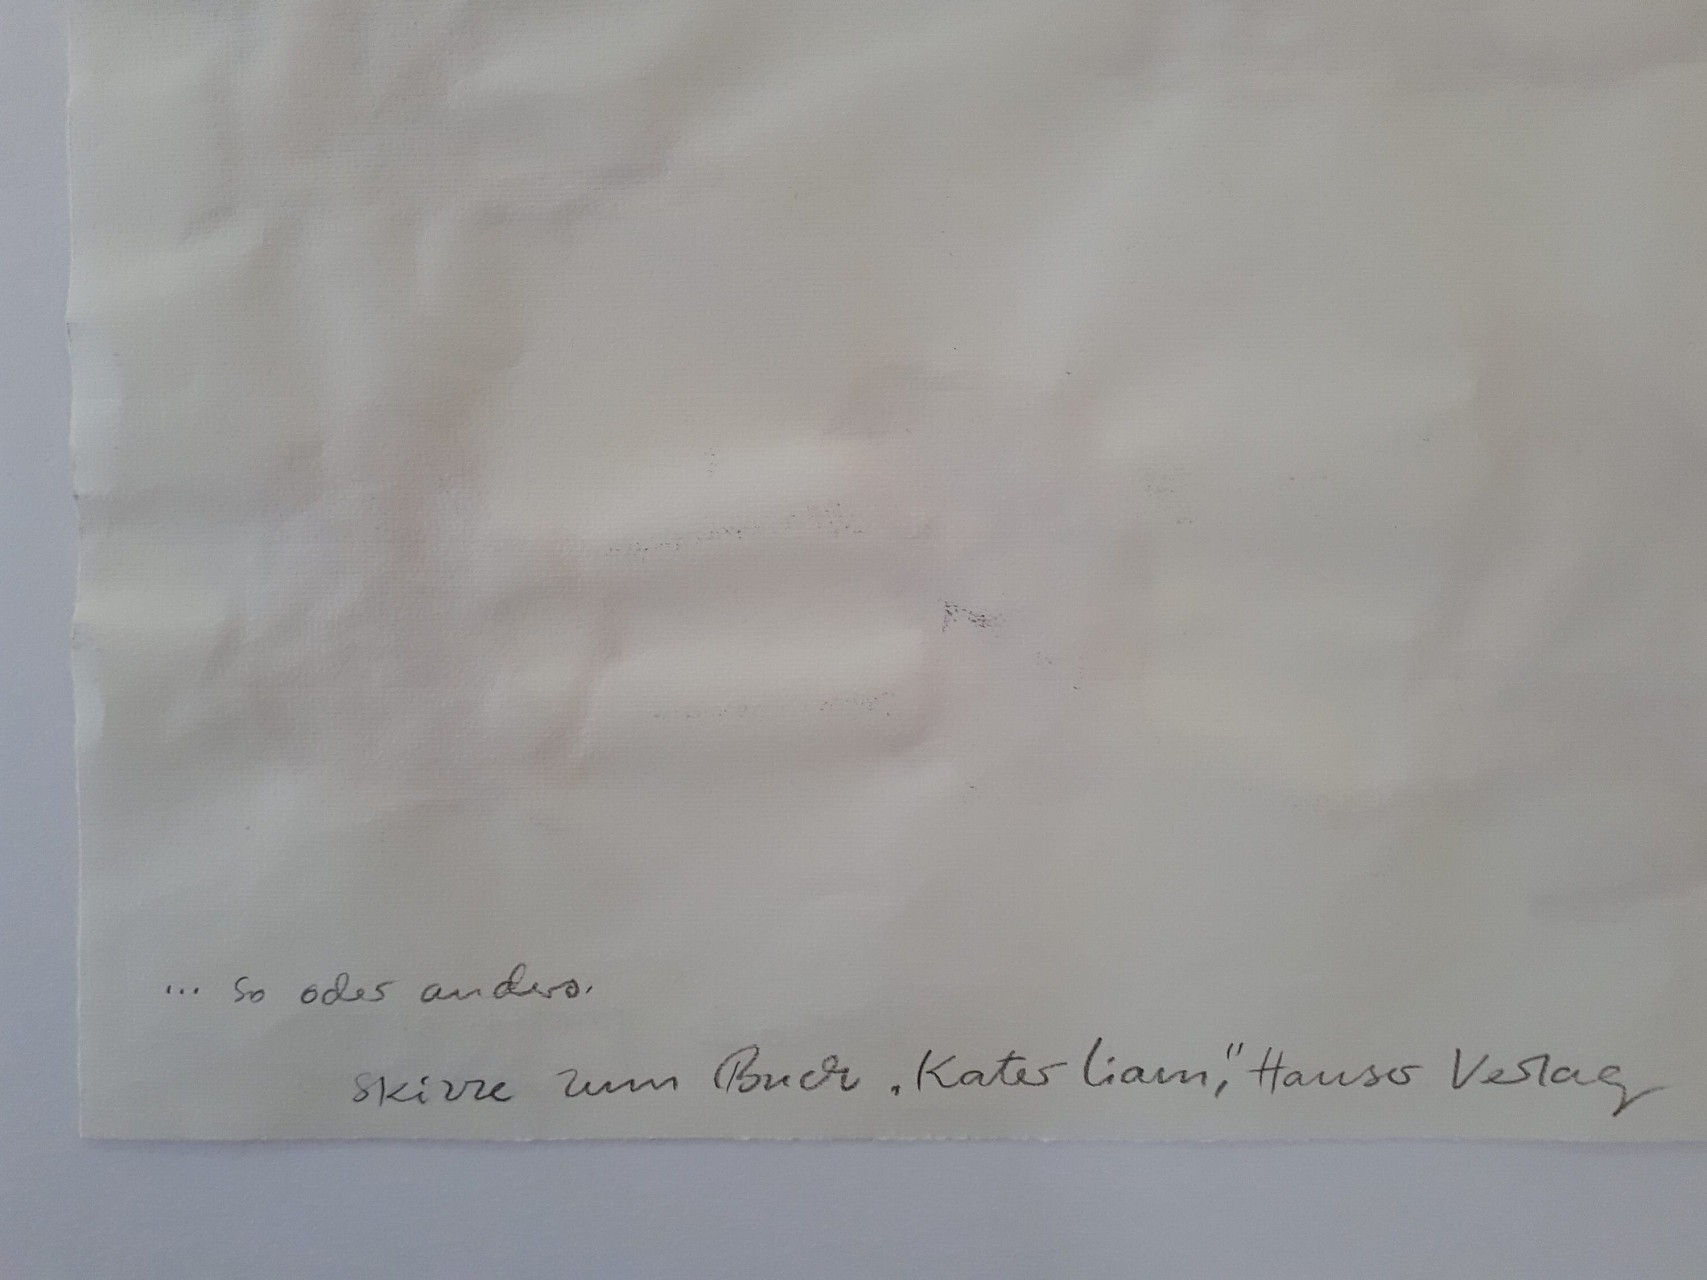 ... so oder anders.
Skizze zum Buch „Kater Liam“, Hanser Verlag